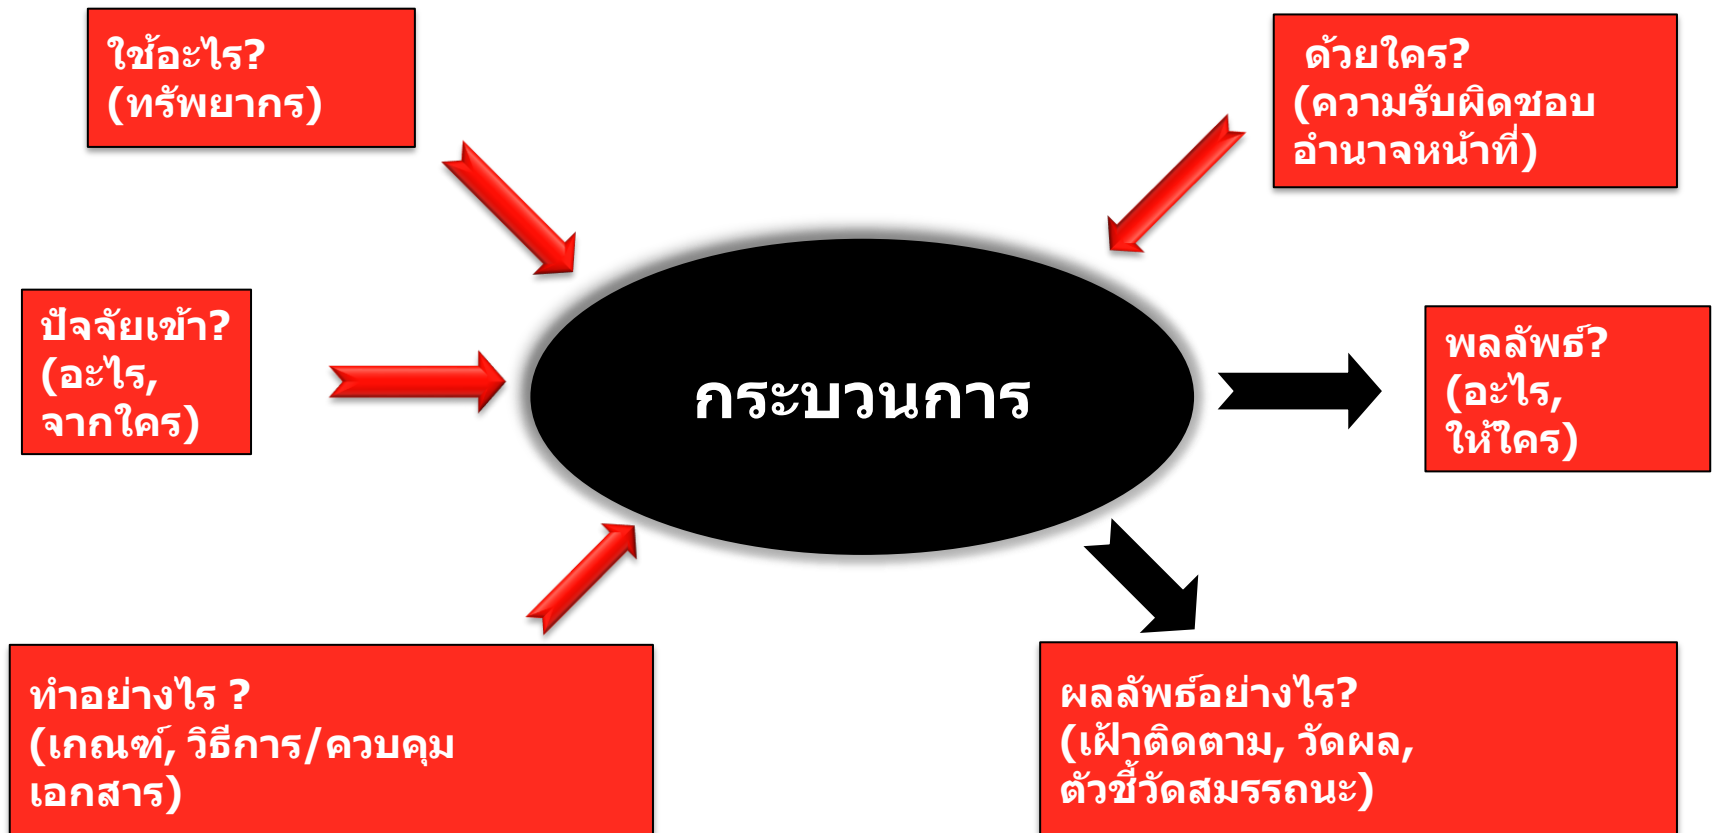 ใช้อะไร?
(ทรัพยากร)
ด้วยใคร?
(ความรับผิดชอบ
อำนาจหน้าที่)
ปัจจัยเข้า?
(อะไร,
จากใคร)
กระบวนการ
พลลัพธ์?
(อะไร,
ให้ใคร)
ทำอย่างไร ?
(เกณฑ์, วิธีการ/ควบคุม
เอกสาร)
ผลลัพธ์อย่างไร?
(เฝ้าติดตาม, วัดผล,
ตัวชี้วัดสมรรถนะ)